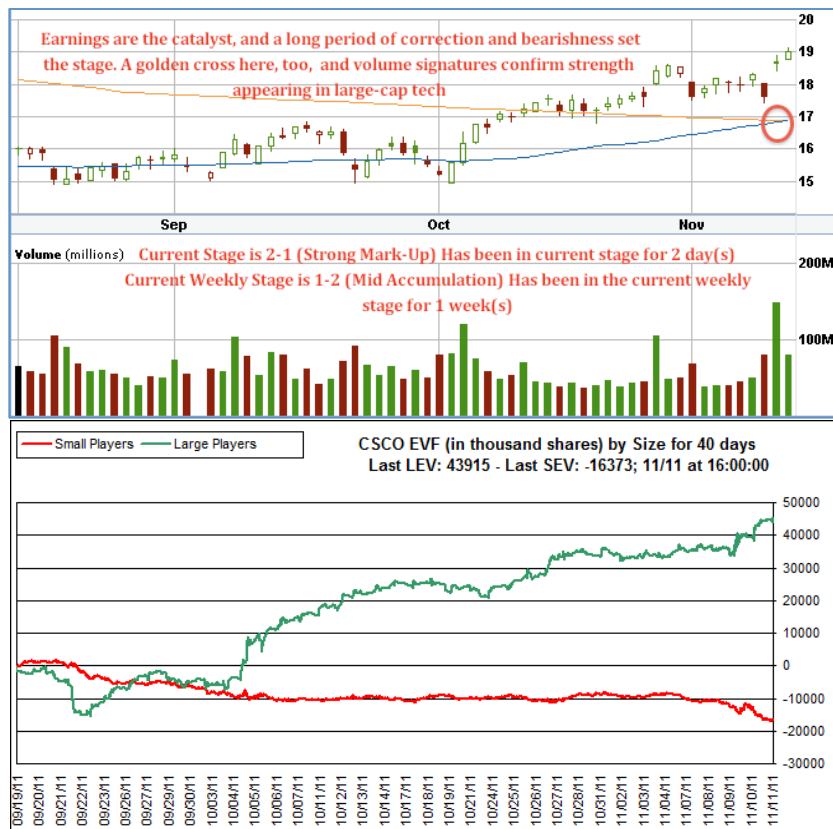 20
Earnings are the catalyst, and a long period of correction and bearishness set
the stage. A golden cross here, too, and volume signatures confirm strength
appearing in large-cap tech
19
18
17
16
15
Sep Oct Nov
Volume (millions) Current Stage is 2-1 (Strong Mark-Up) Has been in current stage for 2 day(s)
200M
Current Weekly Stage is 1-2 (Mid Accumulation) Has been in the current weekly
stage for 1 week(s)
100M
Small Players Large Players
CSCO EVF (in thousand shares) by Size for 40 days
Last LEV: 43915 - Last SEV: -16373; 11/11 at 16:00:00
50000
40000
30000
20000
10000
0
-10000
-20000
-30000
09/19/11 09/20/11 09/21/11 09/22/11 09/23/11 09/26/11 09/27/11 09/29/11 09/30/11 10/03/11 10/04/11 10/05/11 10/06/11 10/07/11 10/11/11 10/12/11 10/13/11 10/14/11 10/17/11 10/18/11 10/19/11 10/21/11 10/24/11 10/25/11 10/26/11 10/27/11 10/28/11 10/31/11 11/02/11 11/03/11 11/04/11 11/07/11 11/08/11 11/09/11 11/10/11 11/11/11